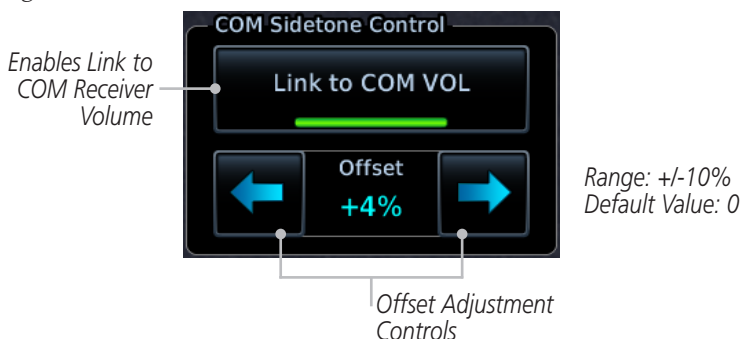 COM Sidetone Control
Enables Link to
COM Receiver
Volume
Link to COM VOL
Offset
+4%
Range: +/-10%
Default Value: 0
Offset Adjustment
Controls